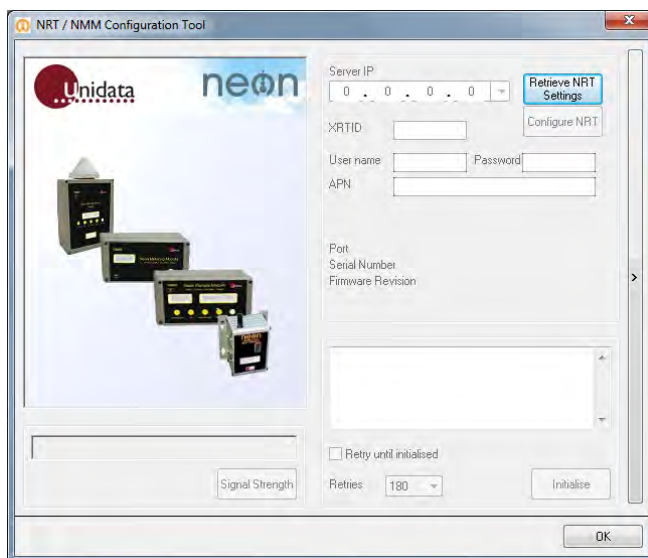 NRT / NMM Configuration Tool
Unidata
neon
Server IP
0 . 0 . 0 . 0
Retrieve NRT
Settings
Configure NRT
XRTID
User name
Password
APN
Port
Serial Number
Firmware Revision
Retry until initialised
Signal Strength
Retries
180
Initialise
OK